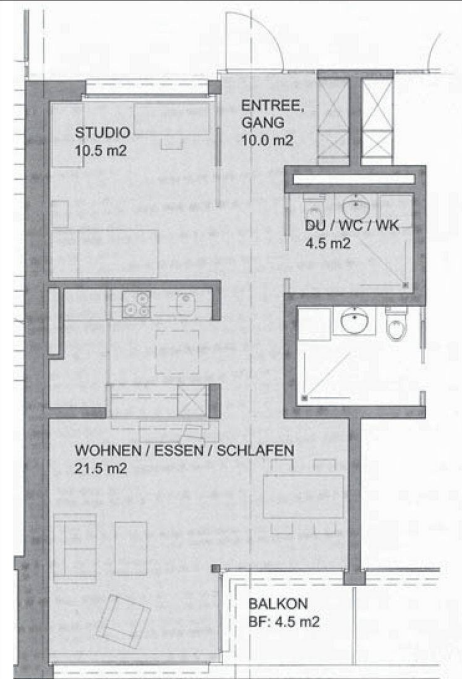 ENTREE,
GANG
10.0 m2
STUDIO
10.5 m2
DU / WC / WK
4.5 m2
WOHNEN / ESSEN / SCHLAFEN
21.5 m2
BALKON
BF: 4.5 m2